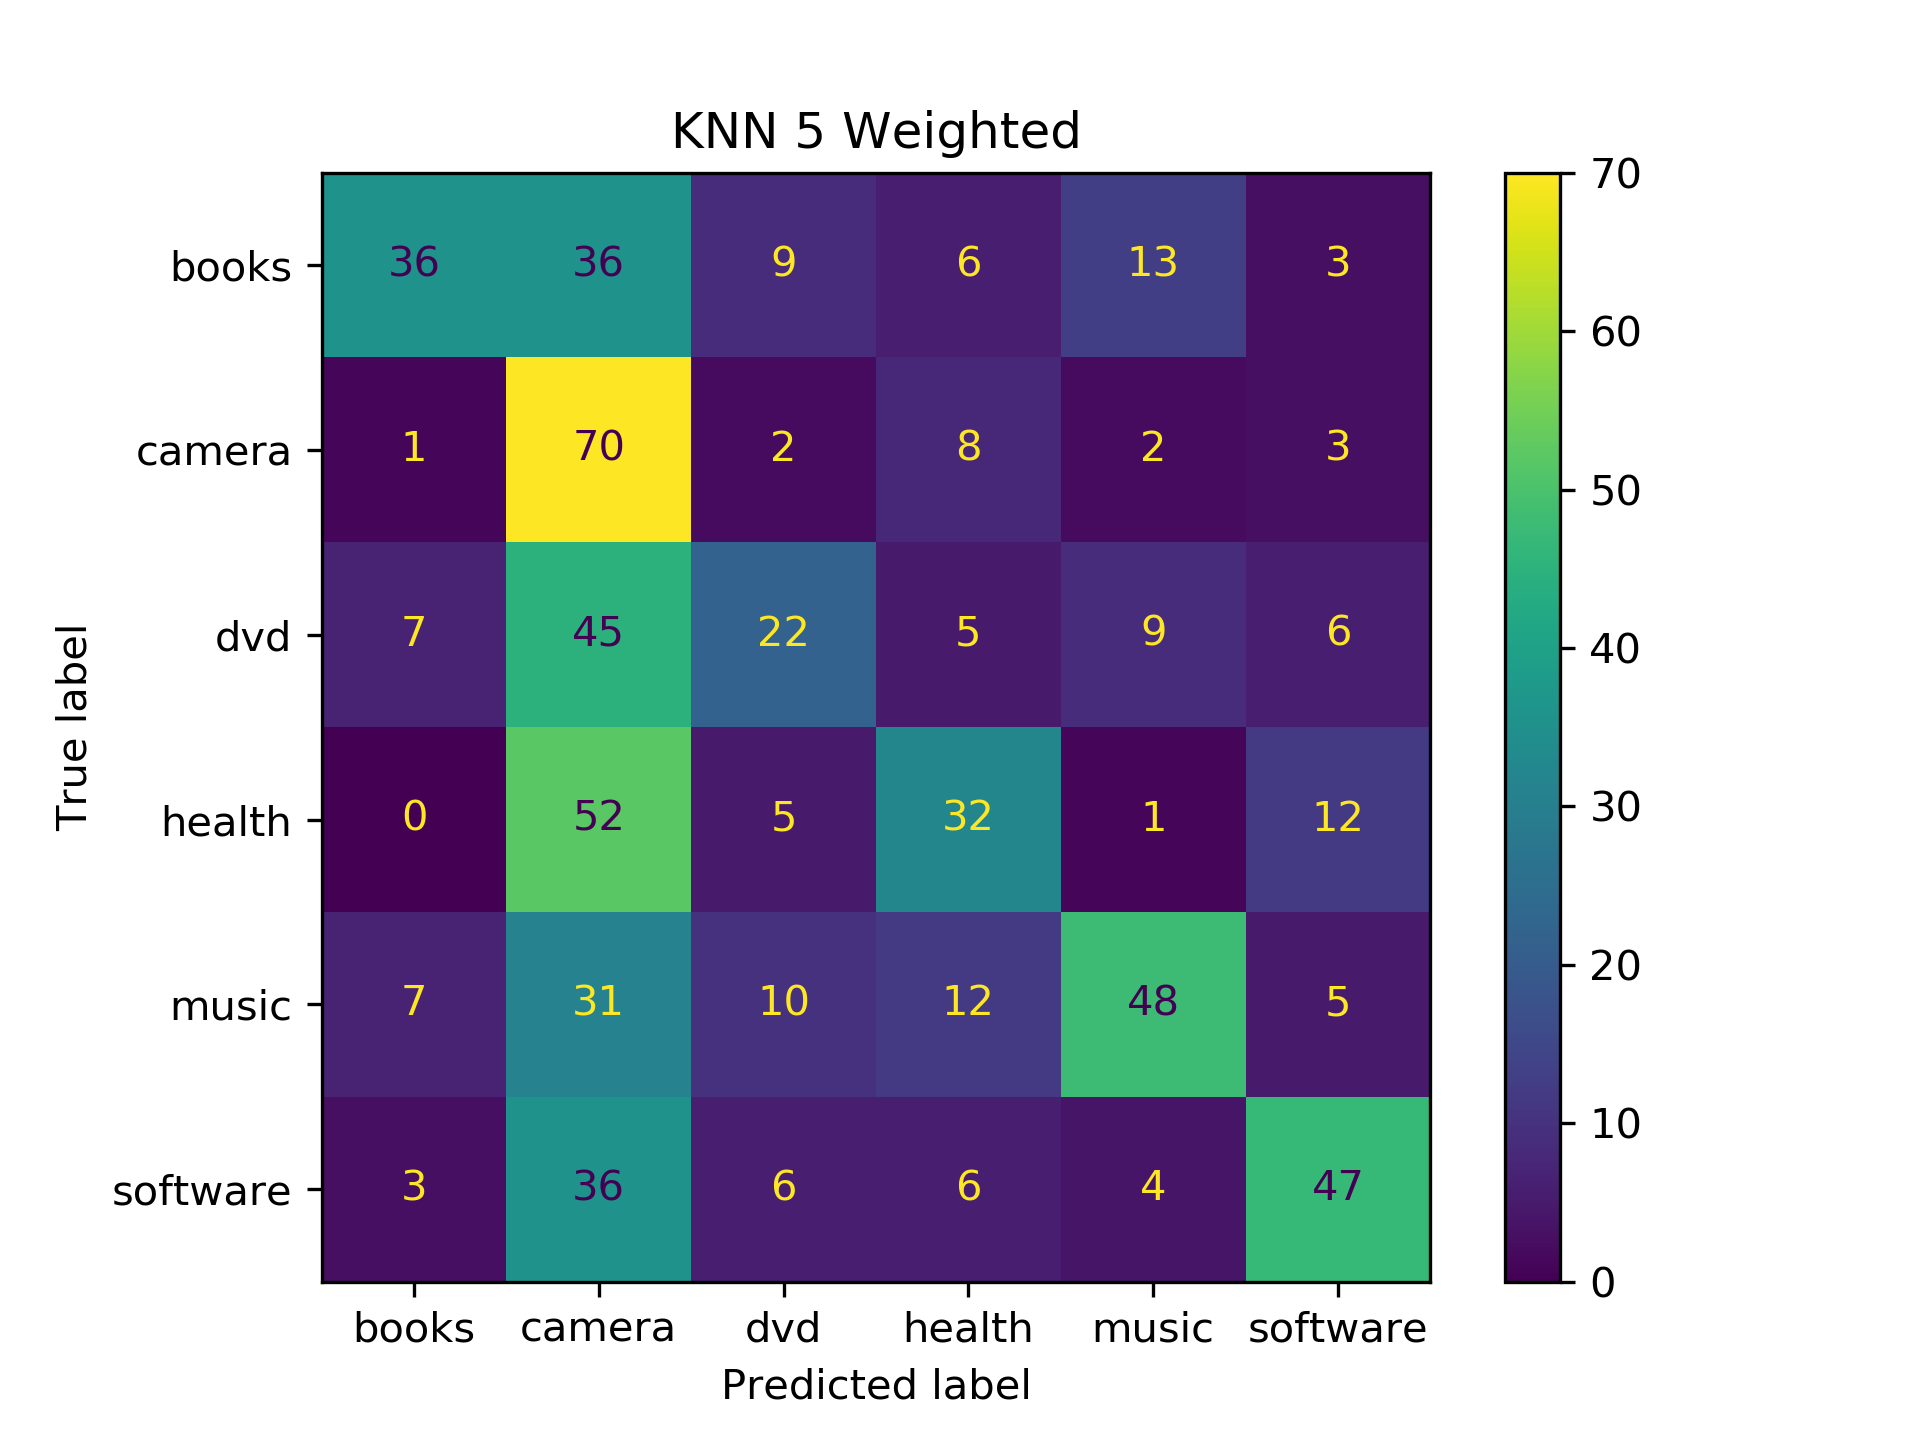 KNN 5 Weighted
books 36 36 9 6 13 3
camera 1 70 2 8 2 3
dvd 7 45 22 5 9 6
health 0 52 5 32 1 12
music 7 31 10 12 48 5
software 3 36 6 6 4 47
books camera dvd health music software
Predicted label
True label
70
60
50
40
30
20
10
0